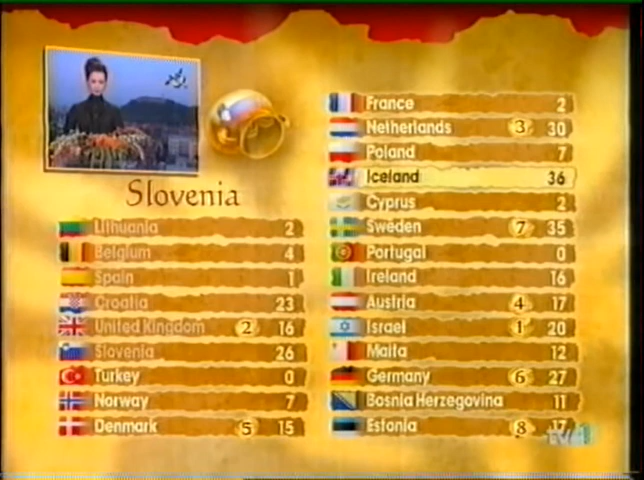 Slovenia
Lithuania 2
Belgium 4
Spain 1
Croatia 23
United Kingdom 2 16
Slovenia 26
Turkey 0
Norway 7
Denmark 5 15
France 2
Netherlands 3 30
Poland 7
Iceland 36
Cyprus 2
Sweden 7 35
Portugal 0
Ireland 16
Austria 4 17
Israel 1 20
Malta 12
Germany 6 27
Bosnia Herzegovina 11
Estonia 8 17